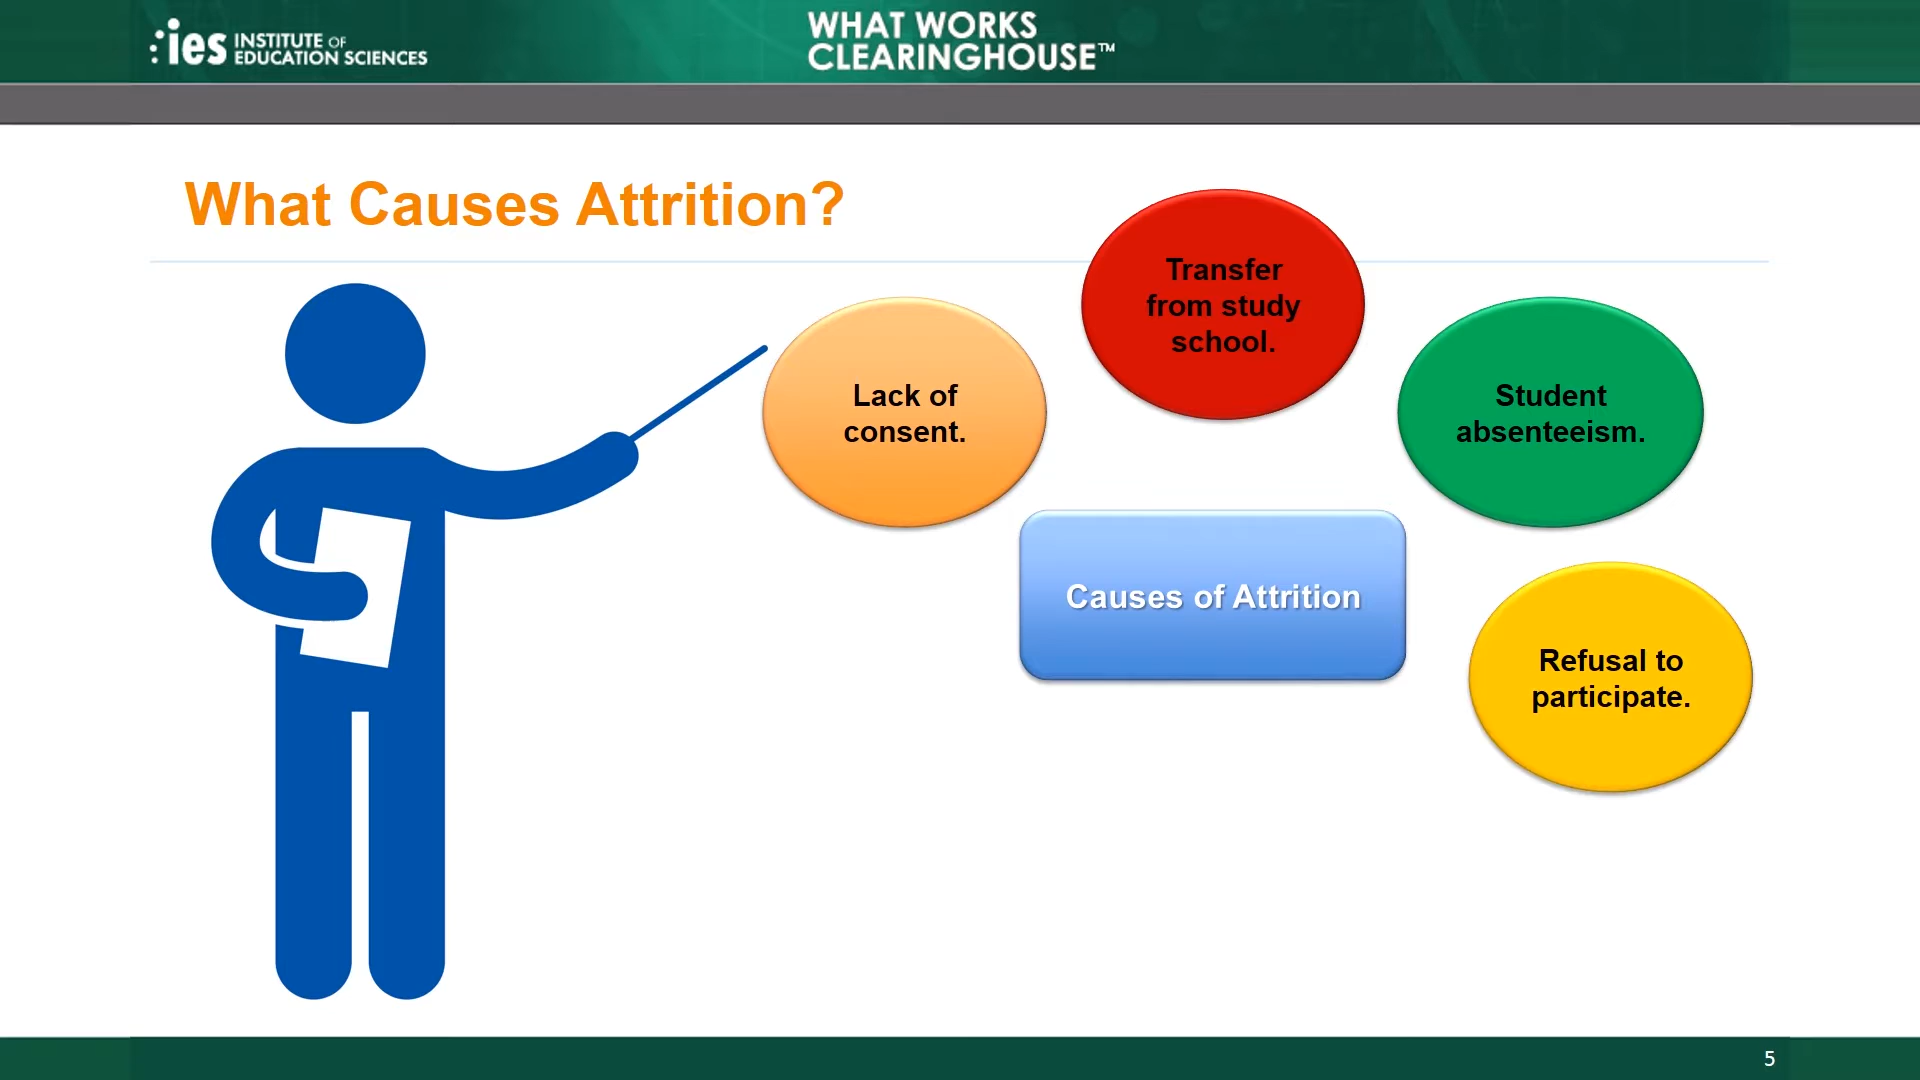 ies INSTITUTE OF
EDUCATION SCIENCES
WHAT WORKS
CLEARINGHOUSE™
What Causes Attrition?
Lack of
consent.
Transfer
from study
school.
Student
absenteeism.
Causes of Attrition
Refusal to
participate.
5